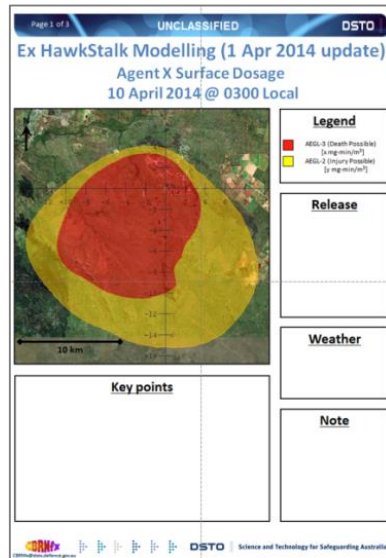 Page 1 of 3
UNCLASSIFIED
DSTO
Ex HawkStalk Modelling (1 Apr 2014 update)
Agent X Surface Dosage
10 April 2014 @ 0300 Local
10 km
Legend
AEGL-3 (Death Possible)
[x mg-min/m³]
AEGL-2 (Injury Possible)
[y mg-min/m³]
Release
Weather
Key points
Note
DSTO
Science and Technology for Safeguarding Australia